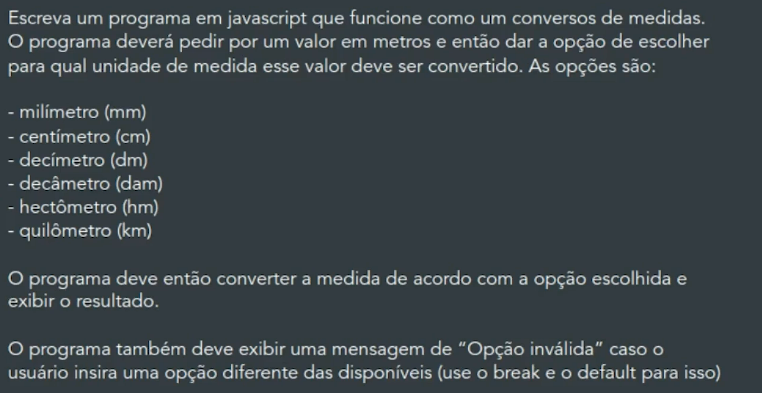 Escreva um programa em javascript que funcione como um conversos de medidas.
O programa deverá pedir por um valor em metros e então dar a opção de escolher
para qual unidade de medida esse valor deve ser convertido. As opções são:
- milímetro (mm)
- centímetro (cm)
- decímetro (dm)
- decâmetro (dam)
- hectômetro (hm)
- quilômetro (km)
O programa deve então converter a medida de acordo com a opção escolhida e
exibir o resultado.
O programa também deve exibir uma mensagem de “Opção inválida” caso o
usuário insira uma opção diferente das disponíveis (use o break e o default para isso)